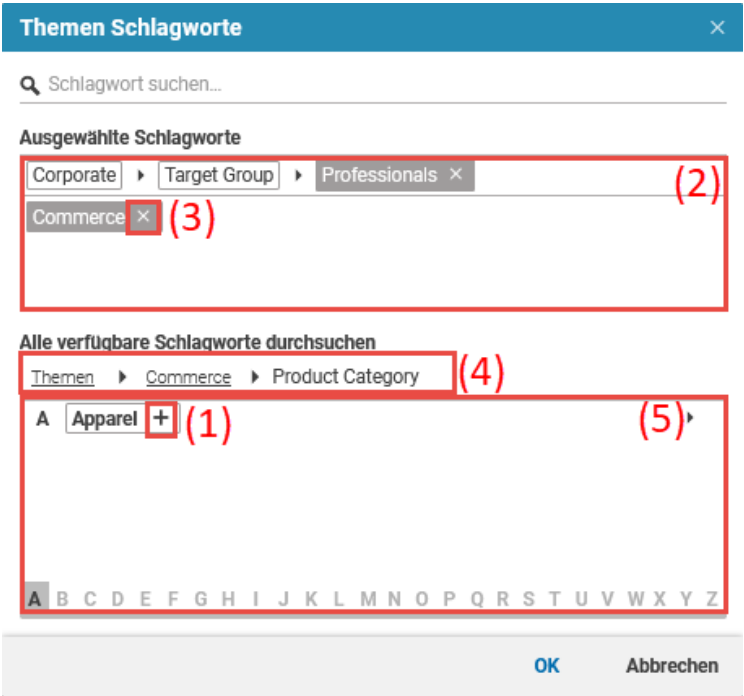 Themen Schlagworte ×
Schlagwort suchen...
Ausgewählte Schlagworte
Corporate Target Group Professionals × (2)
Commerce × (3)
Alle verfügbare Schlagworte durchsuchen
Themen Commerce Product Category (4)
A Apparel + (1) (5)
A B C D E F G H I J K L M N O P Q R S T U V W X Y Z
OK Abbrechen